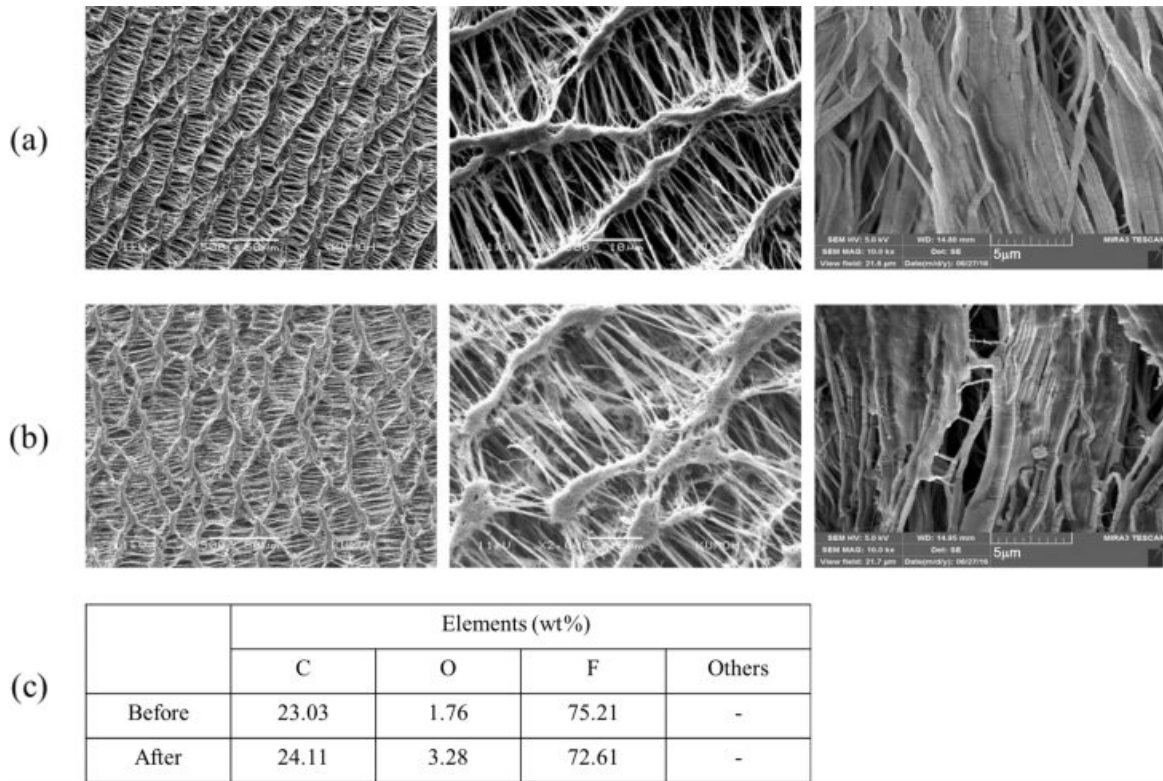 (a)
SEM HV: 5.0 kV WD: 14.80 mm MIRA3 TESCAN
SEM MAG: 10.0 kx Det: SE 5µm
View field: 21.6 µm Date(m/d/y): 06/27/16
(b)
SEM HV: 5.0 kV WD: 14.95 mm MIRA3 TESCAN
SEM MAG: 10.0 kx Det: SE 5µm
View field: 21.7 µm Date(m/d/y): 06/27/16
(c)
Elements (wt%)
C O F Others
Before 23.03 1.76 75.21 -
After 24.11 3.28 72.61 -